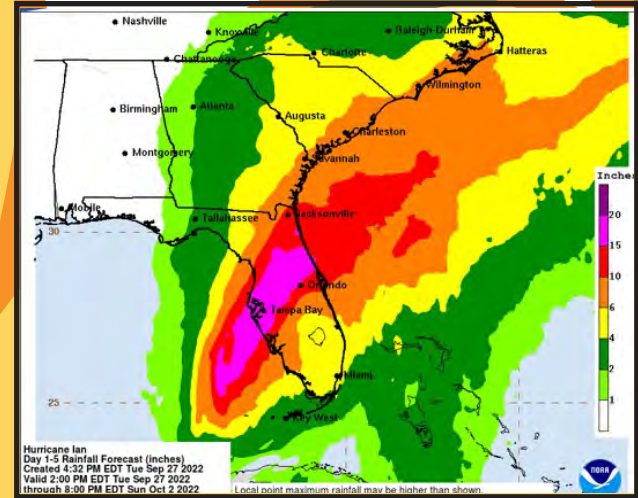 Nashville
Knoxville
Raleigh-Durham
Charlotte
Hatteras
Chattanooga
Wilmington
Birmingham
Atlanta
Augusta
Charleston
Montgomery
Savannah
Inches
Mobile
Tallahassee
Jacksonville
20
30
15
Orlando
10
Tampa Bay
6
4
Miami
2
25
1
Key West
Hurricane Ian
Day 1-5 Rainfall Forecast (inches)
Created 4:32 PM EDT Tue Sep 27 2022
Valid 2:00 PM EDT Tue Sep 27 2022
through 8:00 PM EDT Sun Oct 2 2022
Local point maximum rainfall may be higher than shown.
NOAA